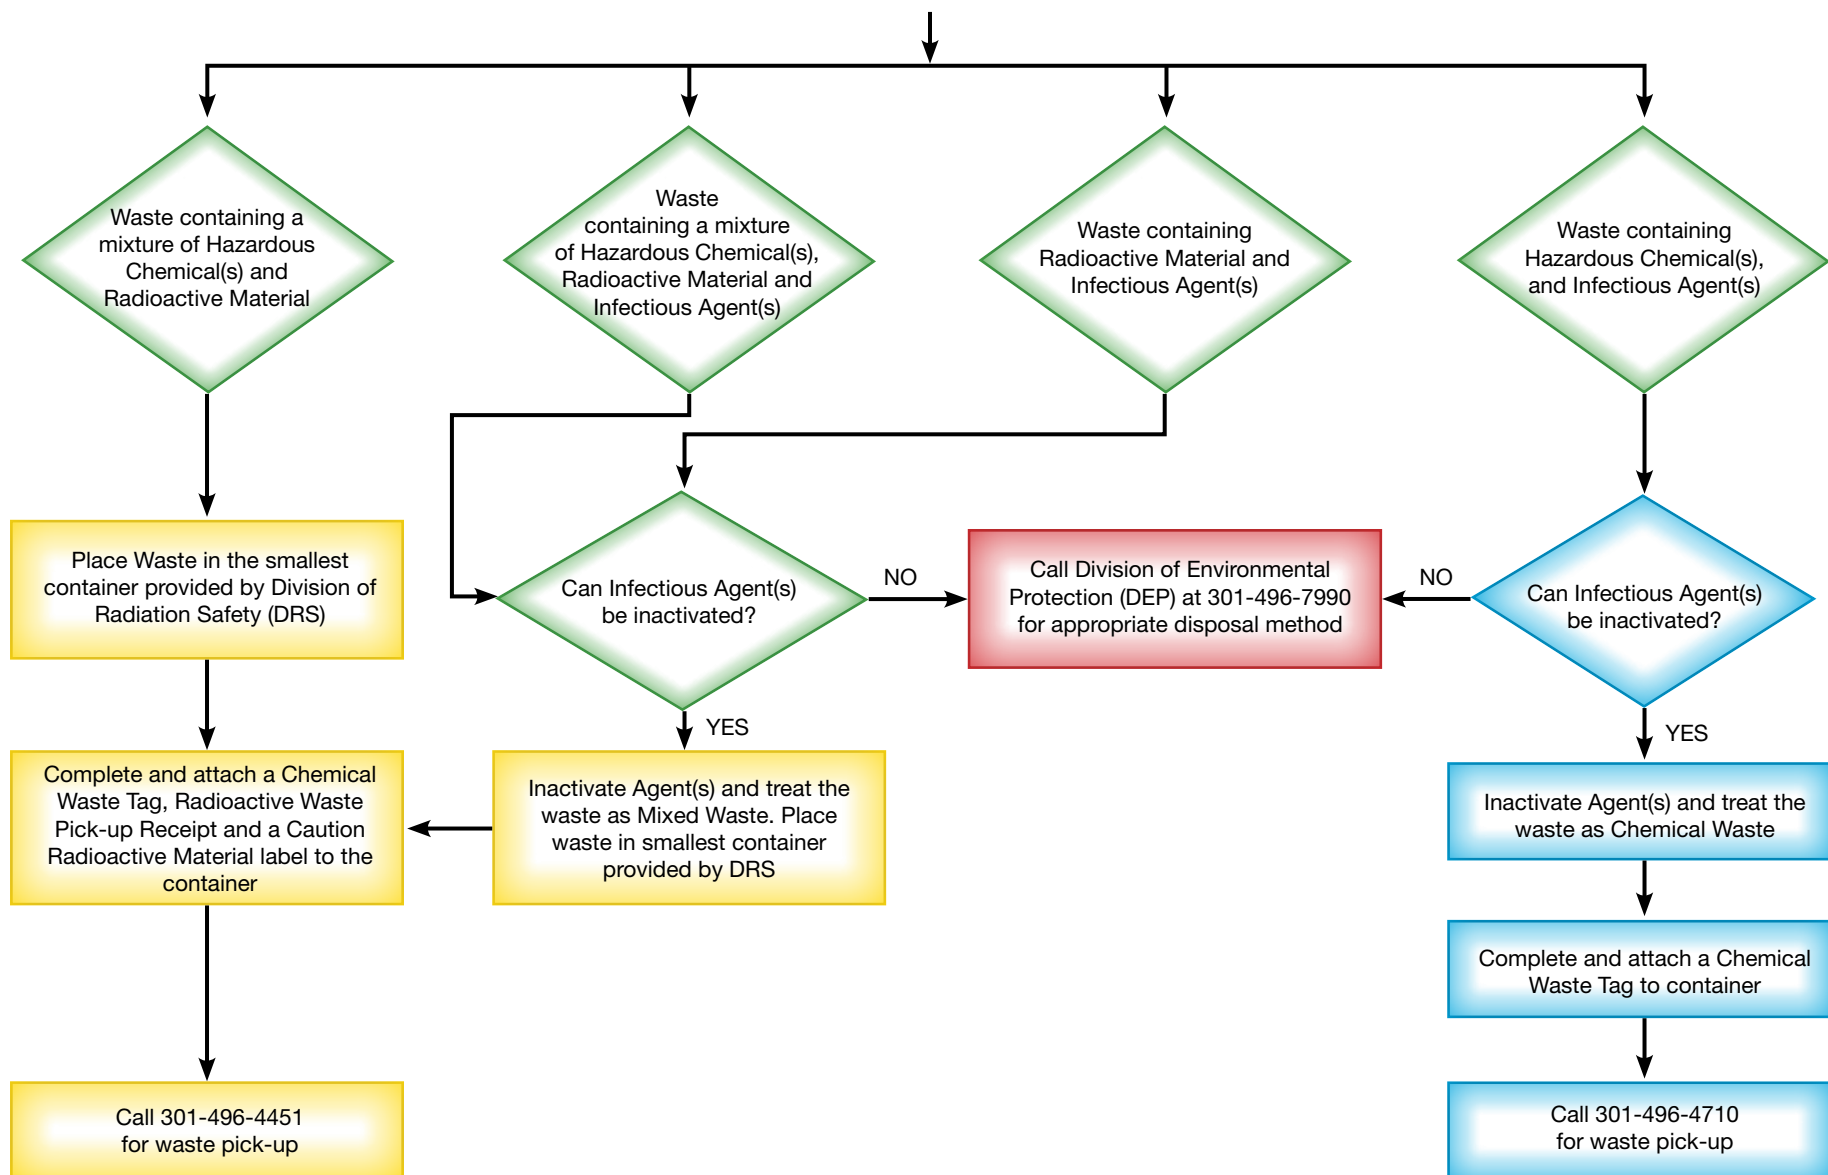 Waste containing a
mixture of Hazardous
Chemical(s) and
Radioactive Material
Waste
containing a mixture
of Hazardous Chemical(s),
Radioactive Material and
Infectious Agent(s)
Waste containing
Radioactive Material and
Infectious Agent(s)
Waste containing
Hazardous Chemical(s),
and Infectious Agent(s)
Place Waste in the smallest
container provided by Division of
Radiation Safety (DRS)
Can Infectious Agent(s)
be inactivated?
NO
Call Division of Environmental
Protection (DEP) at 301-496-7990
for appropriate disposal method
NO
Can Infectious Agent(s)
be inactivated?
YES
YES
Complete and attach a Chemical
Waste Tag, Radioactive Waste
Pick-up Receipt and a Caution
Radioactive Material label to the
container
Inactivate Agent(s) and treat the
waste as Mixed Waste. Place
waste in smallest container
provided by DRS
Inactivate Agent(s) and treat the
waste as Chemical Waste
Complete and attach a Chemical
Waste Tag to container
Call 301-496-4451
for waste pick-up
Call 301-496-4710
for waste pick-up